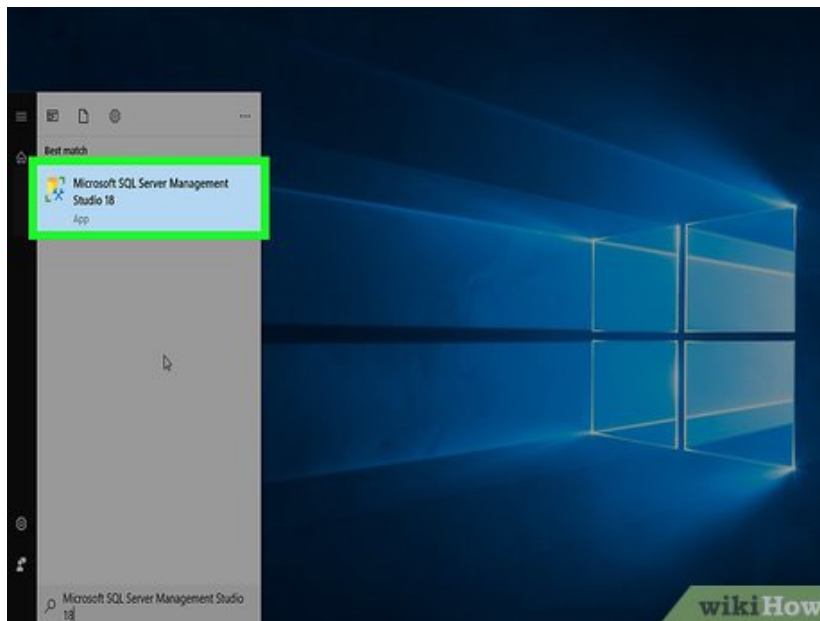 Best match
Microsoft SQL Server Management
Studio 18
App
Microsoft SQL Server Management Studio
18
wikiHow